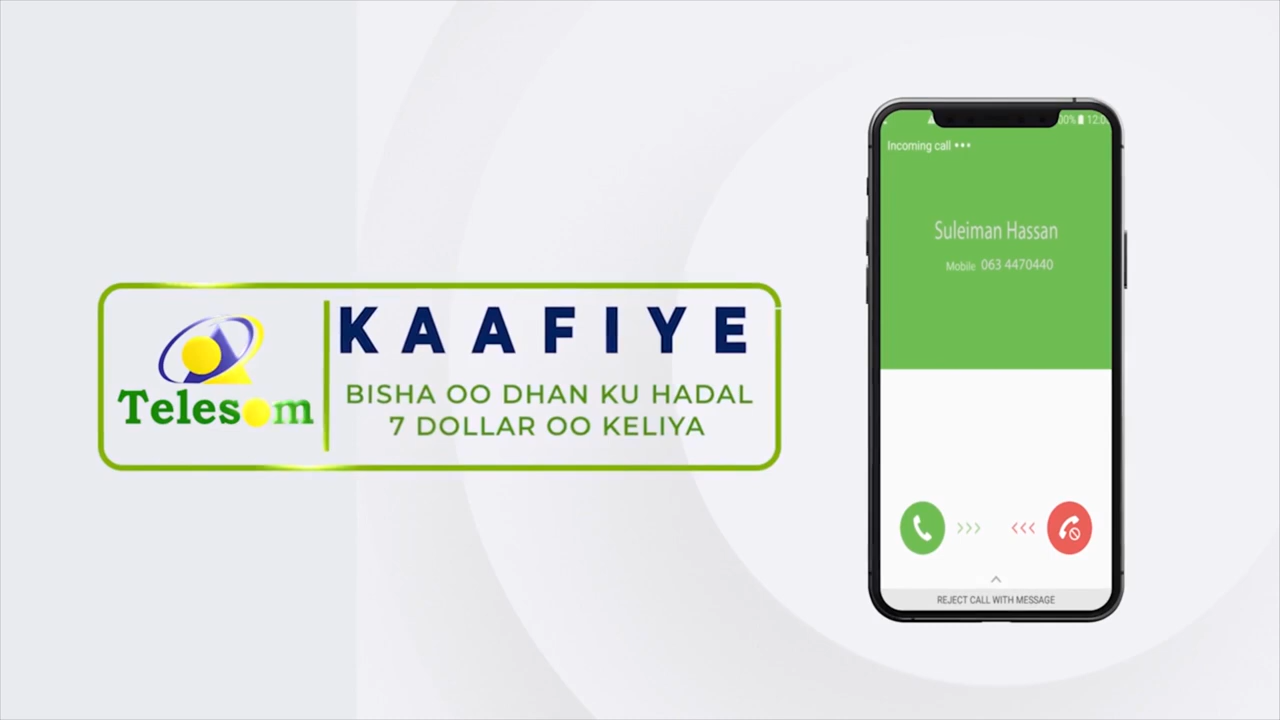 Telesom
KAAFIYE
BISHA OO DHAN KU HADAL
7 DOLLAR OO KELIYA
Incoming call •••
Suleiman Hassan
Mobile 063 4470440
REJECT CALL WITH MESSAGE